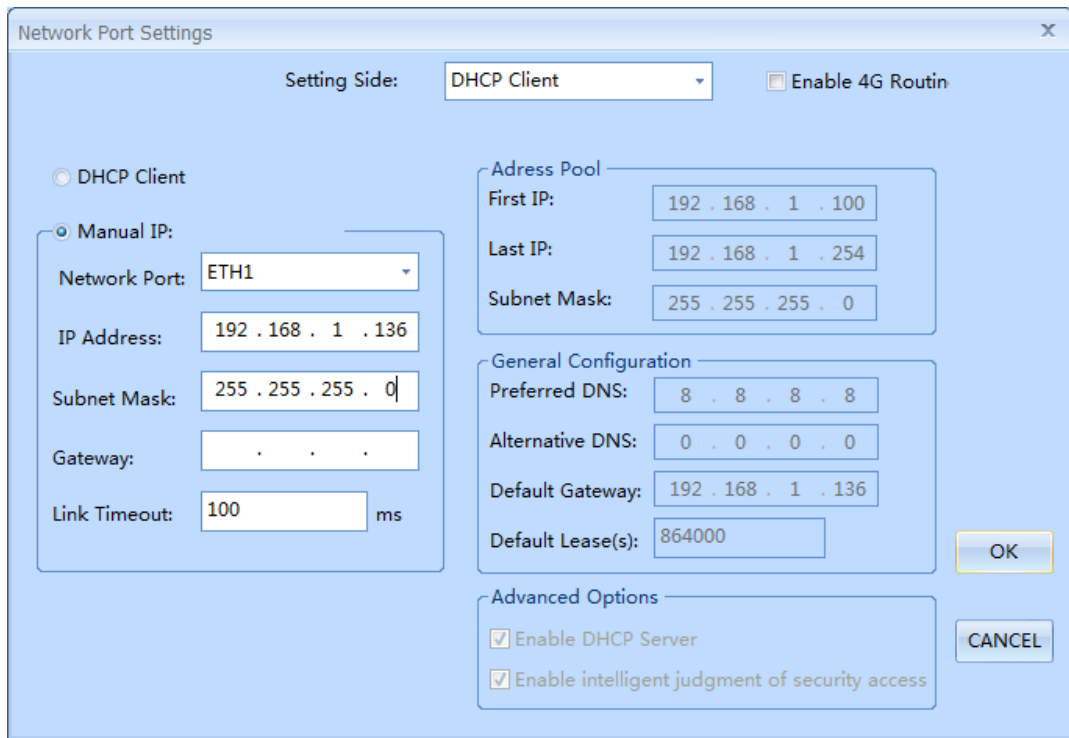 Network Port Settings
Setting Side: DHCP Client Enable 4G Routin
DHCP Client
Manual IP:
Network Port: ETH1
IP Address: 192 . 168 . 1 . 136
Subnet Mask: 255 . 255 . 255 . 0
Gateway: . . .
Link Timeout: 100 ms
Adress Pool
First IP: 192 . 168 . 1 . 100
Last IP: 192 . 168 . 1 . 254
Subnet Mask: 255 . 255 . 255 . 0
General Configuration
Preferred DNS: 8 . 8 . 8 . 8
Alternative DNS: 0 . 0 . 0 . 0
Default Gateway: 192 . 168 . 1 . 136
Default Lease(s): 864000
Advanced Options
Enable DHCP Server
Enable intelligent judgment of security access
OK
CANCEL